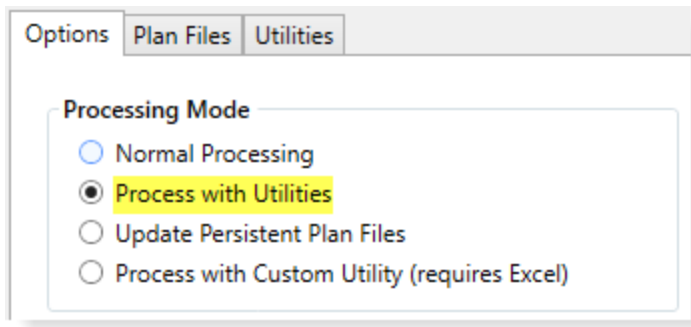 Options Plan Files Utilities
Processing Mode
Normal Processing
Process with Utilities
Update Persistent Plan Files
Process with Custom Utility (requires Excel)